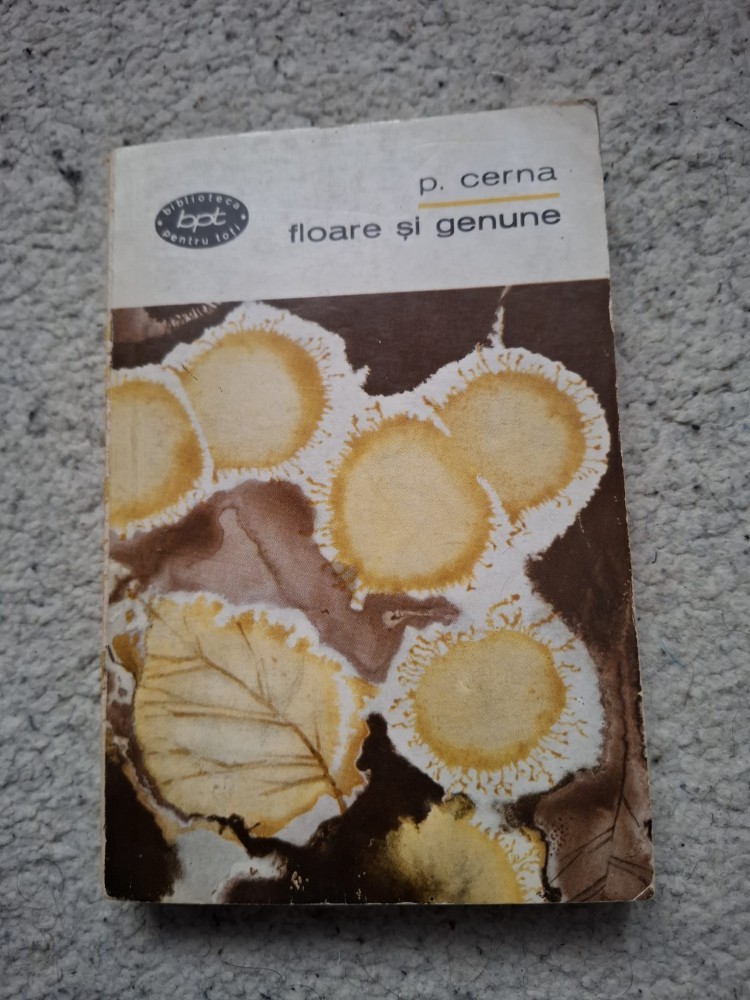 p. cerna
floare și genune
biblioteca
bpt
pentru toți